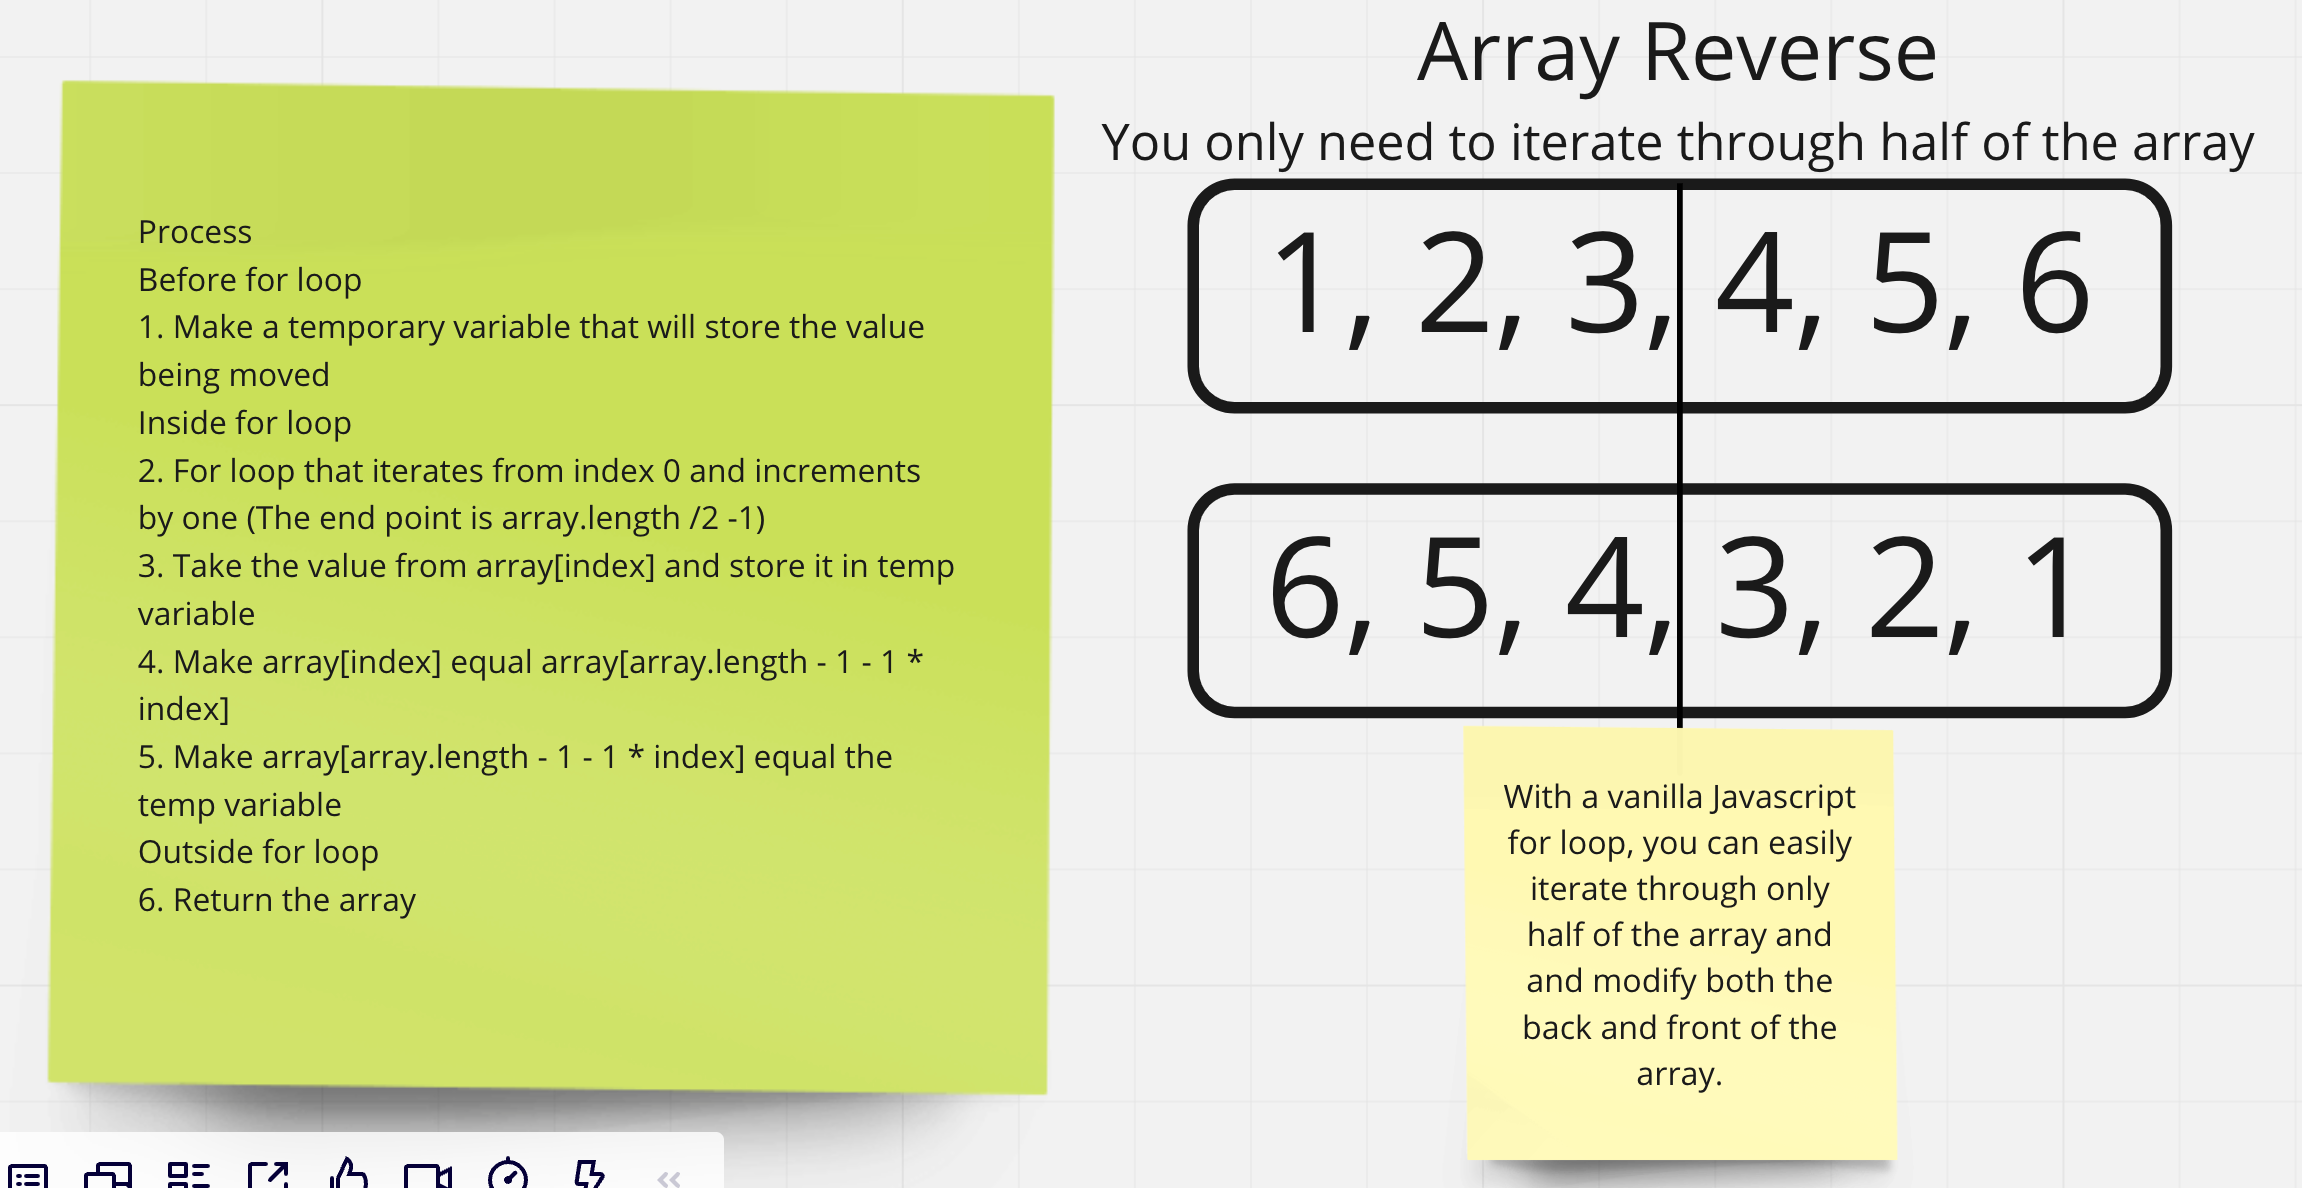 Array Reverse
You only need to iterate through half of the array
1, 2, 3, 4, 5, 6
6, 5, 4, 3, 2, 1
Process
Before for loop
1. Make a temporary variable that will store the value
being moved
Inside for loop
2. For loop that iterates from index 0 and increments
by one (The end point is array.length /2 -1)
3. Take the value from array[index] and store it in temp
variable
4. Make array[index] equal array[array.length - 1 - 1 *
index]
5. Make array[array.length - 1 - 1 * index] equal the
temp variable
Outside for loop
6. Return the array
With a vanilla Javascript
for loop, you can easily
iterate through only
half of the array and
and modify both the
back and front of the
array.